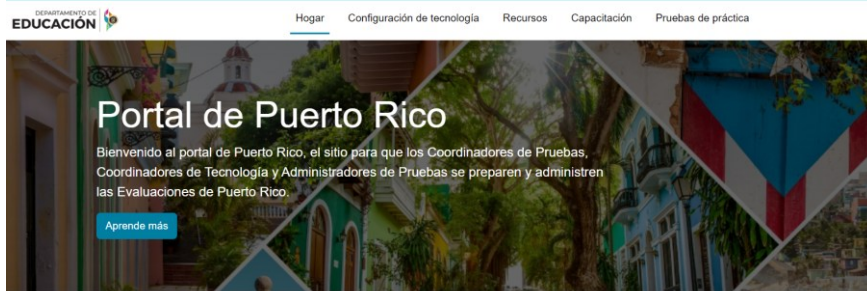 DEPARTAMENTO DE
EDUCACIÓN
Hogar Configuración de tecnología Recursos Capacitación Pruebas de práctica
Portal de Puerto Rico
Bienvenido al portal de Puerto Rico, el sitio para que los Coordinadores de Pruebas,
Coordinadores de Tecnología y Administradores de Pruebas se preparen y administren
las Evaluaciones de Puerto Rico.
Aprende más